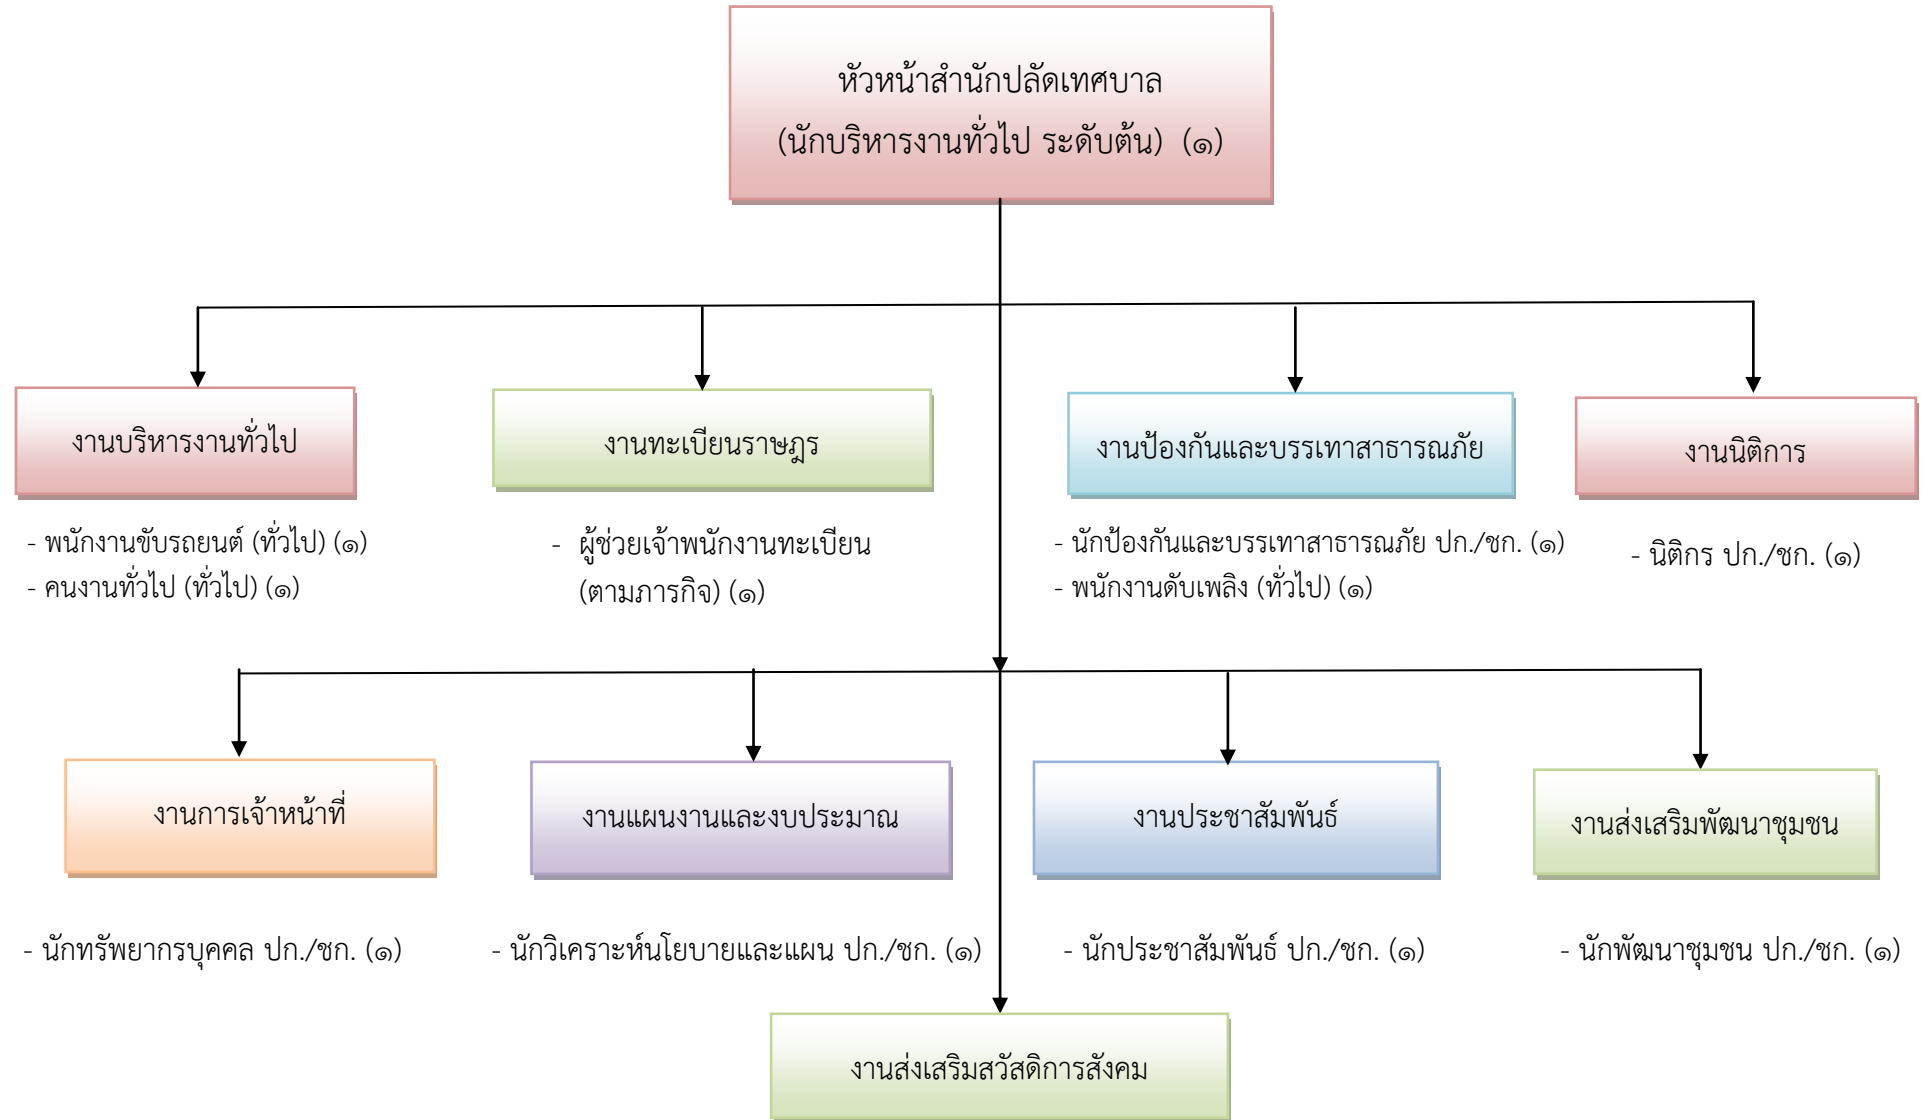 หัวหน้าสำนักปลัดเทศบาล
(นักบริหารงานทั่วไป ระดับต้น) (๑)
งานบริหารงานทั่วไป
งานทะเบียนราษฎร
งานป้องกันและบรรเทาสาธารณภัย
งานนิติการ
- พนักงานขับรถยนต์ (ทั่วไป) (๑)
- คนงานทั่วไป (ทั่วไป) (๑)
- ผู้ช่วยเจ้าพนักงานทะเบียน
(ตามภารกิจ) (๑)
- นักป้องกันและบรรเทาสาธารณภัย ปก./ชก. (๑)
- พนักงานดับเพลิง (ทั่วไป) (๑)
- นิติกร ปก./ชก. (๑)
งานการเจ้าหน้าที่
งานแผนงานและงบประมาณ
งานประชาสัมพันธ์
งานส่งเสริมพัฒนาชุมชน
- นักทรัพยากรบุคคล ปก./ชก. (๑)
- นักวิเคราะห์นโยบายและแผน ปก./ชก. (๑)
- นักประชาสัมพันธ์ ปก./ชก. (๑)
- นักพัฒนาชุมชน ปก./ชก. (๑)
งานส่งเสริมสวัสดิการสังคม